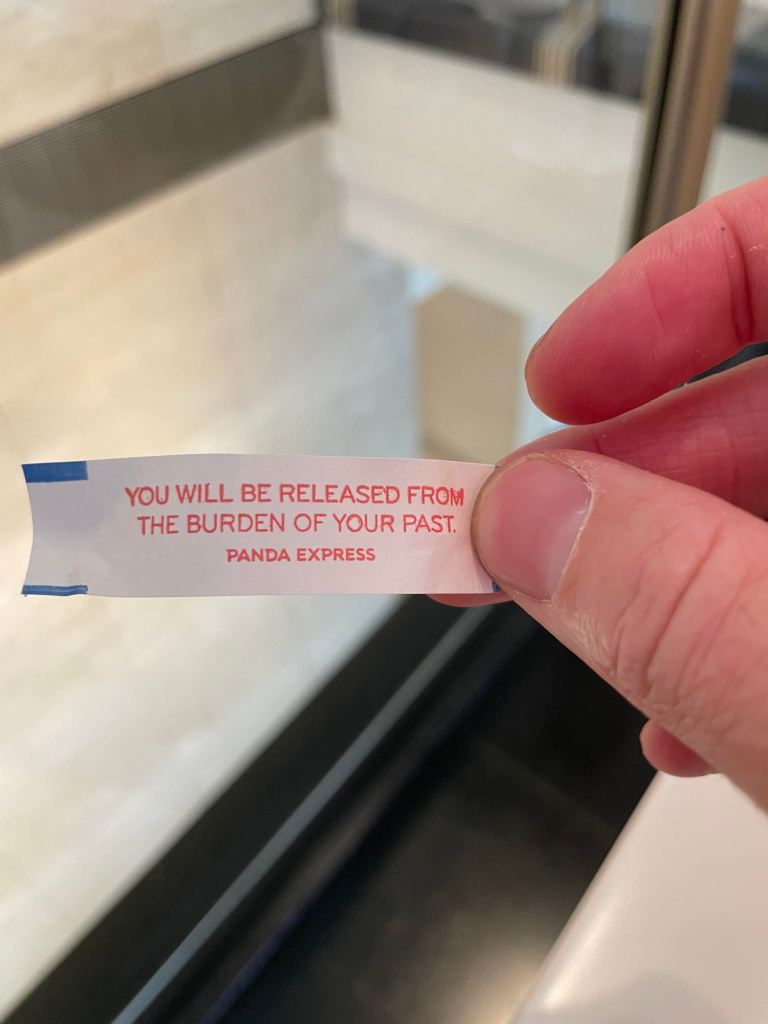 YOU WILL BE RELEASED FROM
THE BURDEN OF YOUR PAST.
PANDA EXPRESS